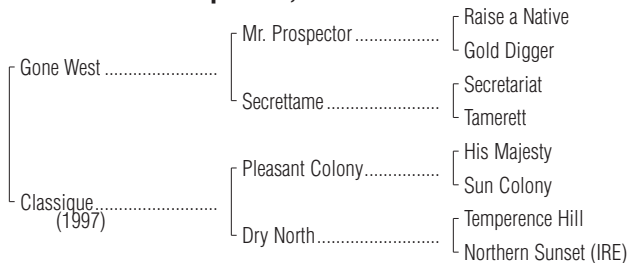 Raise a Native
Mr. Prospector ..................
Gold Digger
Gone West ........................
Secretariat
Secrettame ........................
Tamerett
His Majesty
Pleasant Colony................
Sun Colony
Classique..........................
(1997)
Temperence Hill
Dry North..........................
Northern Sunset (IRE)